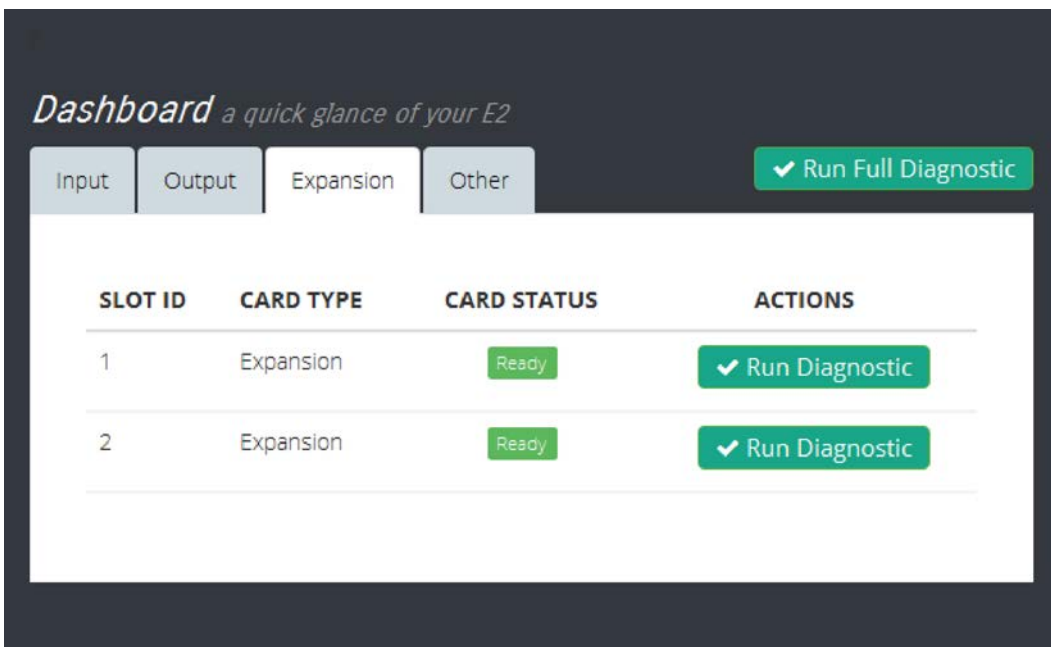 Dashboard a quick glance of your E2
Input Output Expansion Other Run Full Diagnostic
SLOT ID CARD TYPE CARD STATUS ACTIONS
1 Expansion Ready Run Diagnostic
2 Expansion Ready Run Diagnostic